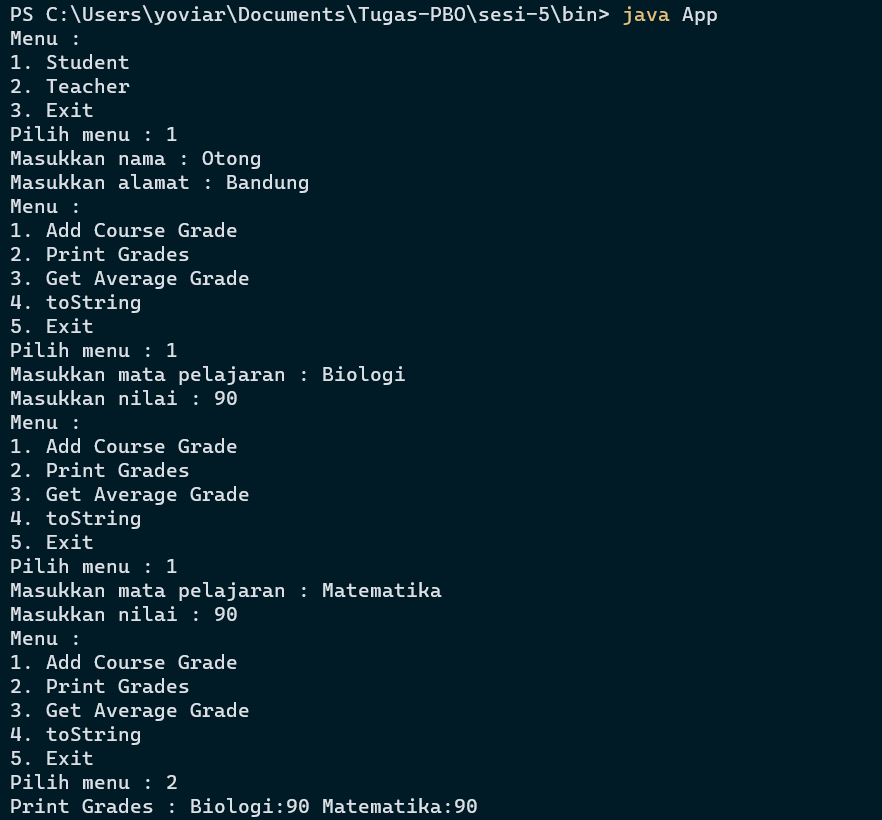 PS C:\Users\yoviar\Documents\Tugas-PBO\sesi-5\bin> java App
Menu :
1. Student
2. Teacher
3. Exit
Pilih menu : 1
Masukkan nama : Otong
Masukkan alamat : Bandung
Menu :
1. Add Course Grade
2. Print Grades
3. Get Average Grade
4. toString
5. Exit
Pilih menu : 1
Masukkan mata pelajaran : Biologi
Masukkan nilai : 90
Menu :
1. Add Course Grade
2. Print Grades
3. Get Average Grade
4. toString
5. Exit
Pilih menu : 1
Masukkan mata pelajaran : Matematika
Masukkan nilai : 90
Menu :
1. Add Course Grade
2. Print Grades
3. Get Average Grade
4. toString
5. Exit
Pilih menu : 2
Print Grades : Biologi:90 Matematika:90